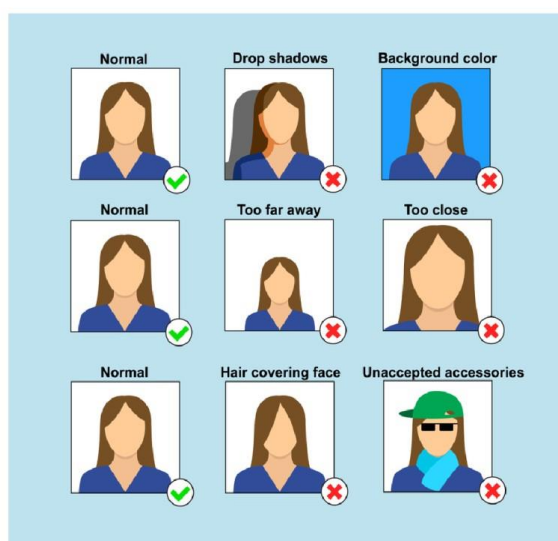 Normal
Drop shadows
Background color
Normal
Too far away
Too close
Normal
Hair covering face
Unaccepted accessories